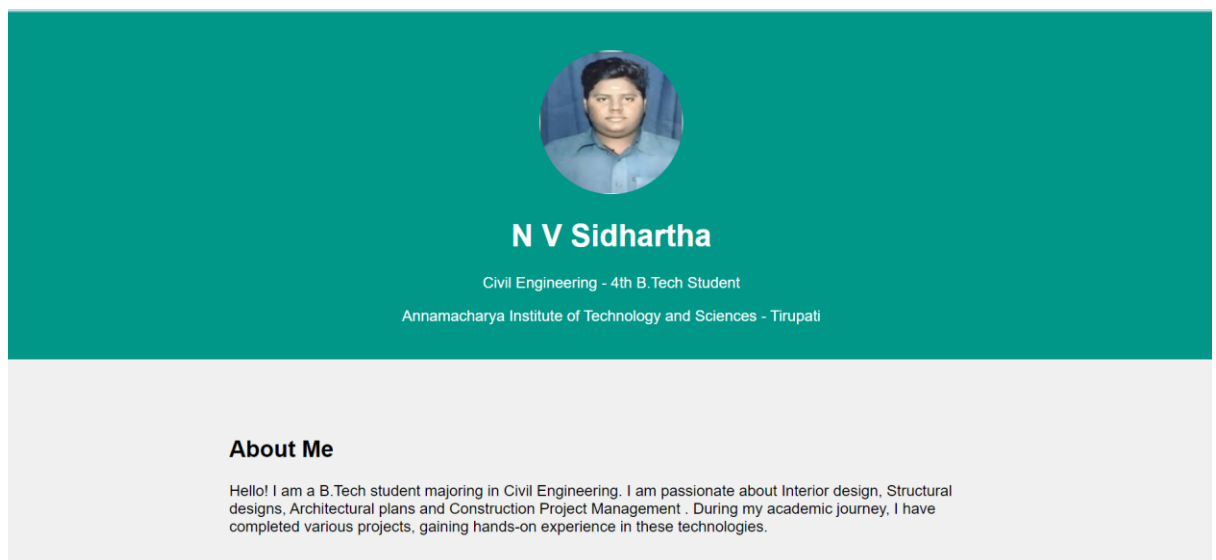 N V Sidhartha
Civil Engineering - 4th B.Tech Student
Annamacharya Institute of Technology and Sciences - Tirupati
About Me
Hello! I am a B.Tech student majoring in Civil Engineering. I am passionate about Interior design, Structural
designs, Architectural plans and Construction Project Management . During my academic journey, I have
completed various projects, gaining hands-on experience in these technologies.